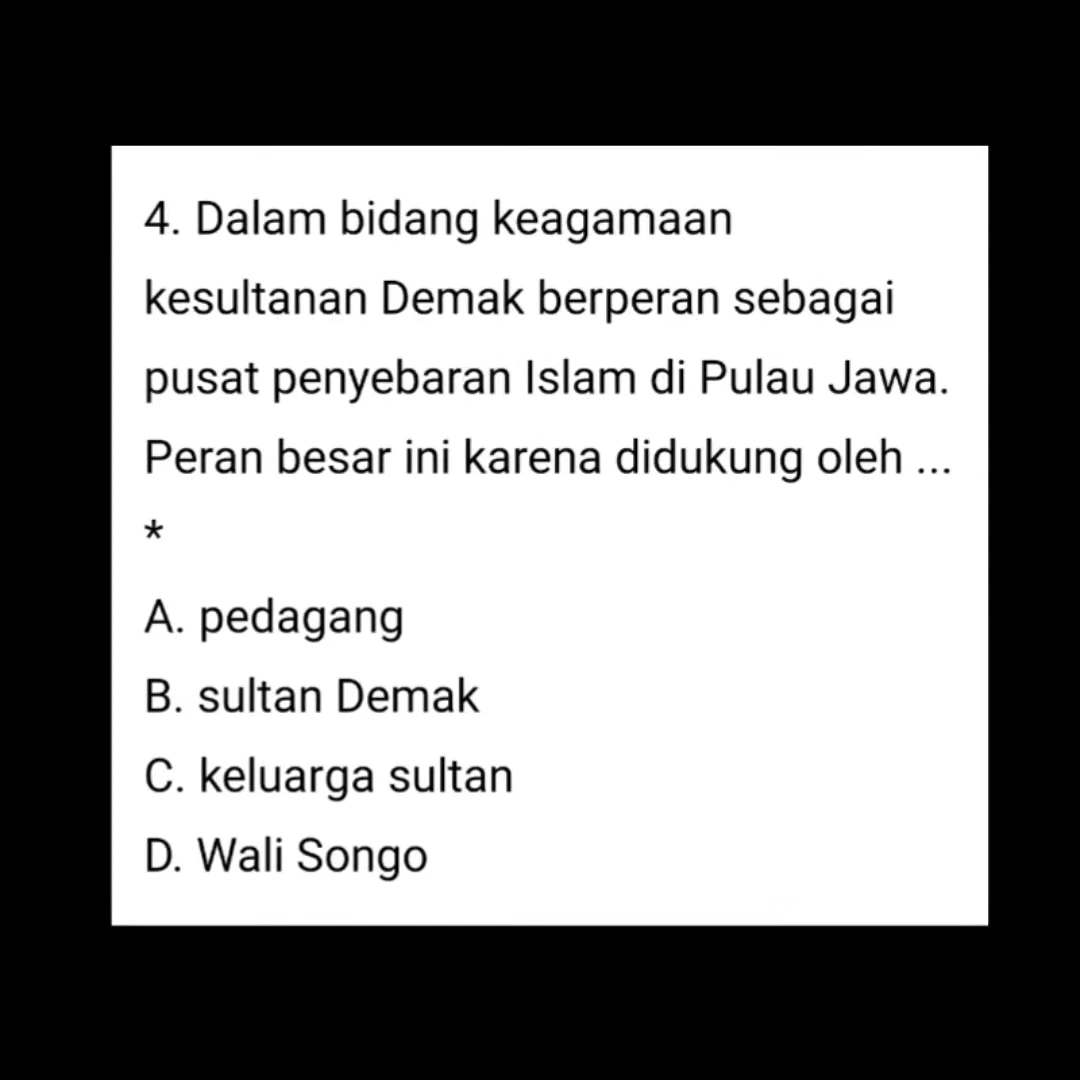 4. Dalam bidang keagamaan
kesultanan Demak berperan sebagai
pusat penyebaran Islam di Pulau Jawa.
Peran besar ini karena didukung oleh ...
*
A. pedagang
B. sultan Demak
C. keluarga sultan
D. Wali Songo